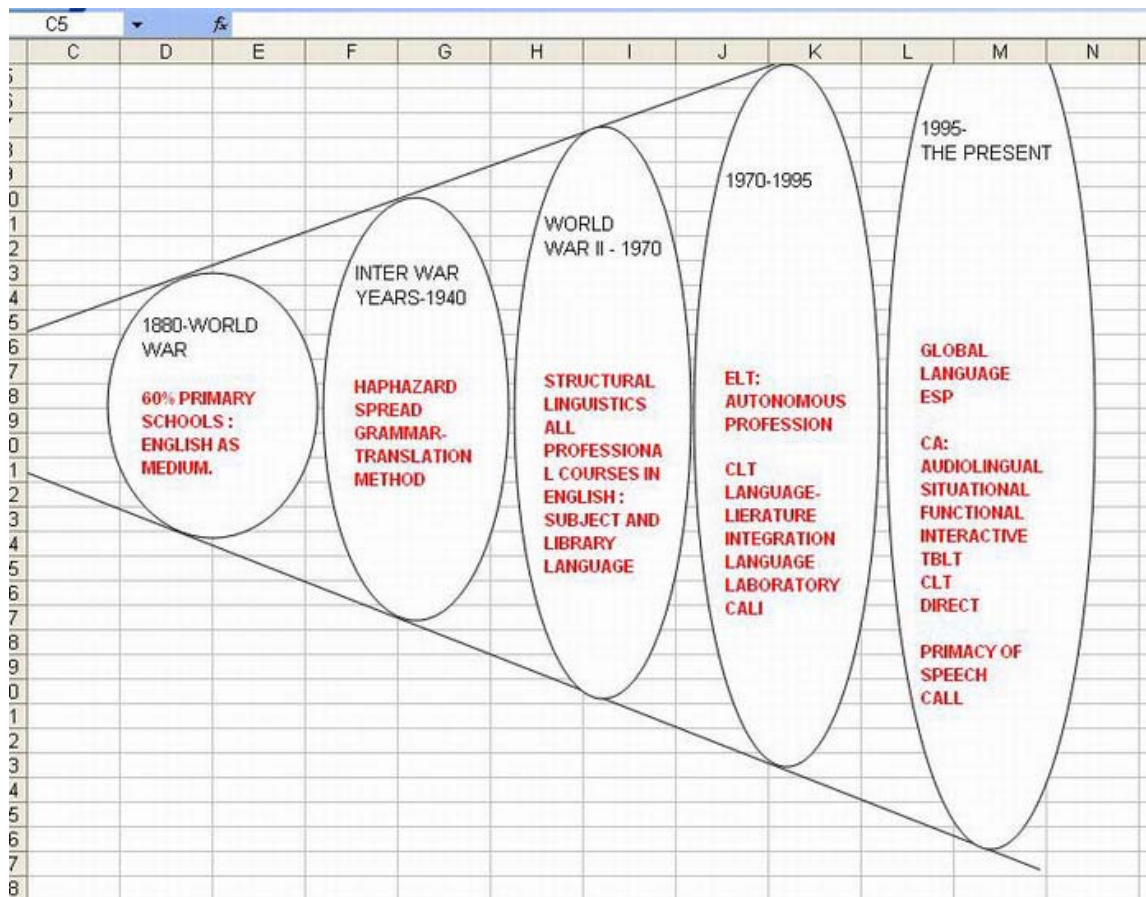 C5
fx
C D E F G H I J K L M N
1880-WORLD
WAR
60% PRIMARY
SCHOOLS :
ENGLISH AS
MEDIUM.
INTER WAR
YEARS-1940
HAPHAZARD
SPREAD
GRAMMAR-
TRANSLATION
METHOD
WORLD
WAR II - 1970
STRUCTURAL
LINGUISTICS
ALL
PROFESSIONA
L COURSES IN
ENGLISH :
SUBJECT AND
LIBRARY
LANGUAGE
1970-1995
ELT:
AUTONOMOUS
PROFESSION
CLT
LANGUAGE-
LIERATURE
INTEGRATION
LANGUAGE
LABORATORY
CALI
1995-
THE PRESENT
GLOBAL
LANGUAGE
ESP
CA:
AUDIOLINGUAL
SITUATIONAL
FUNCTIONAL
INTERACTIVE
TBLT
CLT
DIRECT
PRIMACY OF
SPEECH
CALL